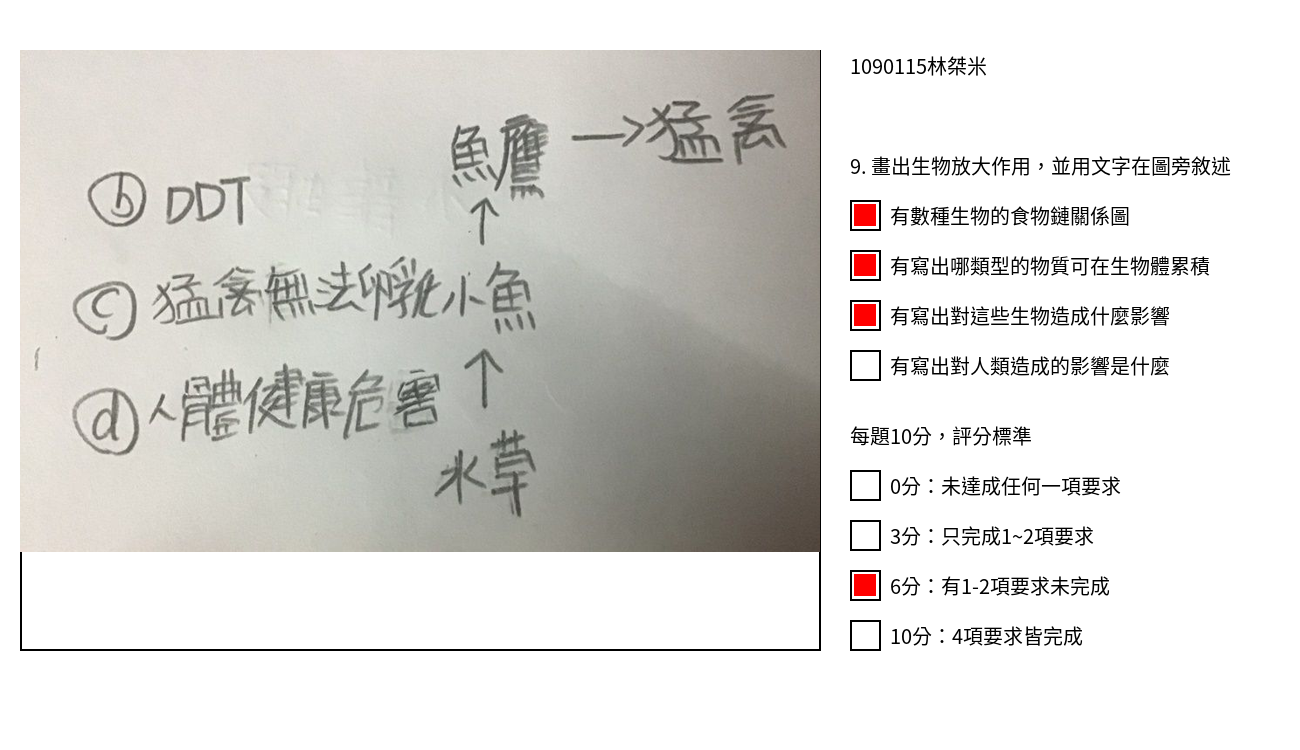 魚鷹 →猛禽
ⓑ DDT
↑
ⓒ 猛禽無法孵乳
小魚
↑
ⓓ 人體健康危害
水草
1090115林桀米
9. 畫出生物放大作用，並用文字在圖旁敘述
有數種生物的食物鏈關係圖
有寫出哪類型的物質可在生物體累積
有寫出對這些生物造成什麼影響
有寫出對人類造成的影響是什麼
每題10分，評分標準
0分：未達成任何一項要求
3分：只完成1~2項要求
6分：有1-2項要求未完成
10分：4項要求皆完成